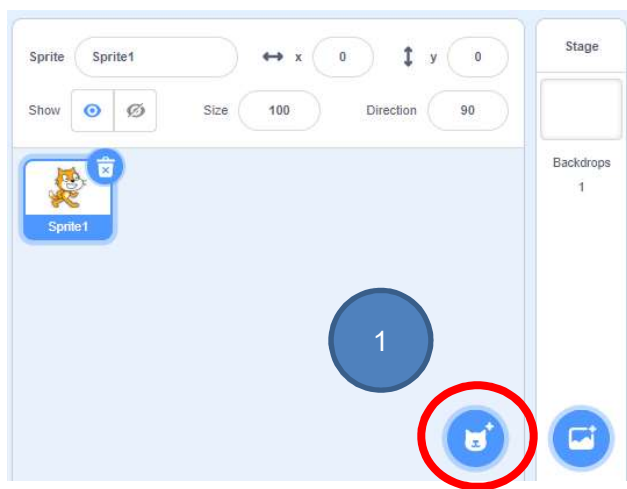 Sprite Sprite1 x 0 y 0
Show Size 100 Direction 90
Sprite1
1
Stage
Backdrops
1